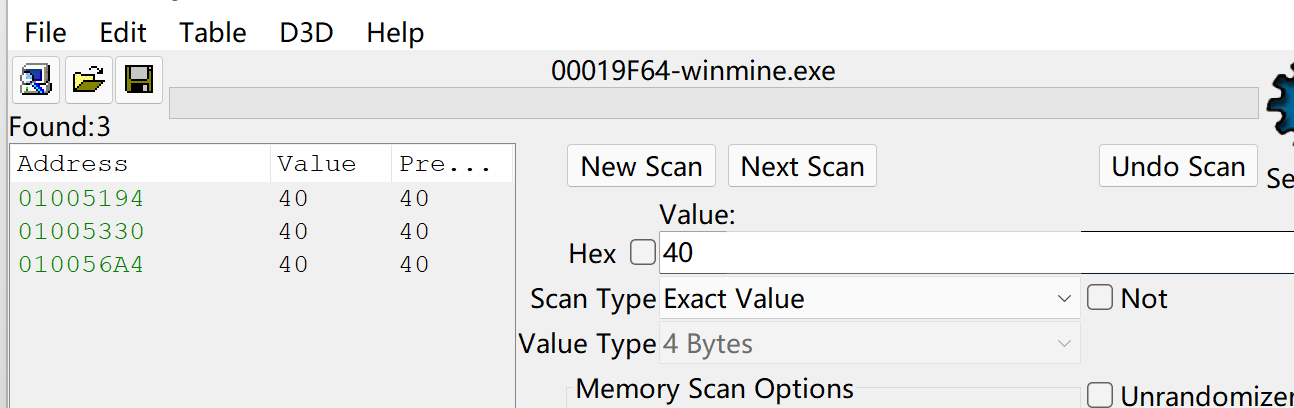 File Edit Table D3D Help
00019F64-winmine.exe
Found:3
Address Value Pre...
01005194 40 40
01005330 40 40
010056A4 40 40
New Scan Next Scan Undo Scan
Se
Value:
Hex 40
Scan Type Exact Value Not
Value Type 4 Bytes
Memory Scan Options
Unrandomizer